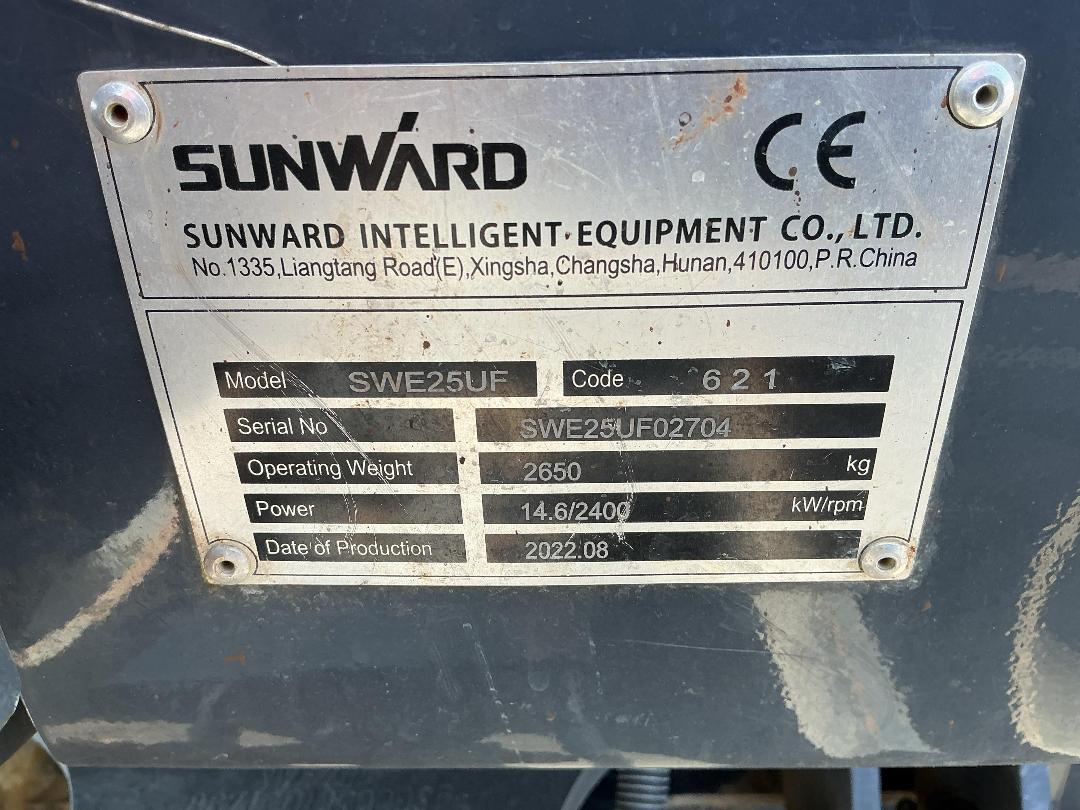 SUNWARD CE
SUNWARD INTELLIGENT EQUIPMENT CO., LTD.
No.1335,Liangtang Road(E),Xingsha,Changsha,Hunan,410100,P.R.China
Model SWE25UF Code 621
Serial No SWE25UF02704
Operating Weight 2650 kg
Power 14.6/2400 kW/rpm
Date of Production 2022.08